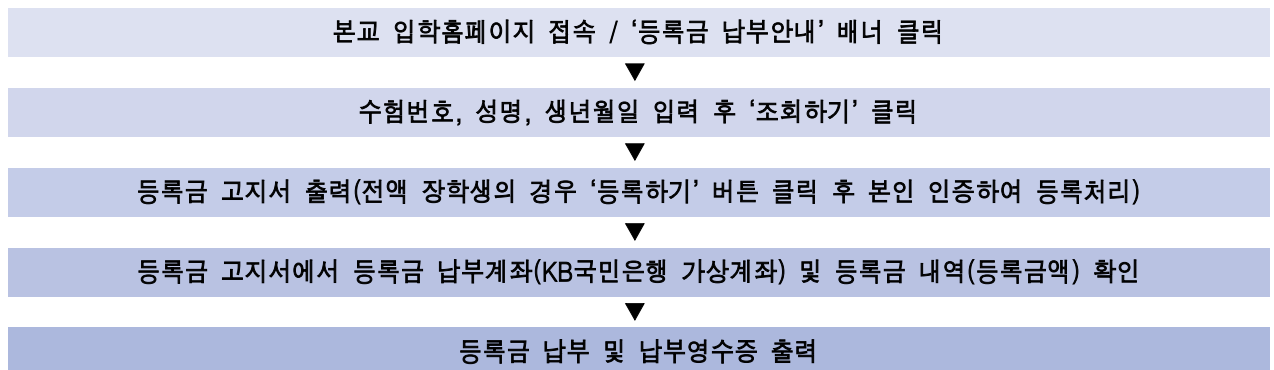 본교 입학홈페이지 접속 / ‘등록금 납부안내’ 배너 클릭
▼
수험번호, 성명, 생년월일 입력 후 ‘조회하기’ 클릭
▼
등록금 고지서 출력(전액 장학생의 경우 ‘등록하기’ 버튼 클릭 후 본인 인증하여 등록처리)
▼
등록금 고지서에서 등록금 납부계좌(KB국민은행 가상계좌) 및 등록금 내역(등록금액) 확인
▼
등록금 납부 및 납부영수증 출력